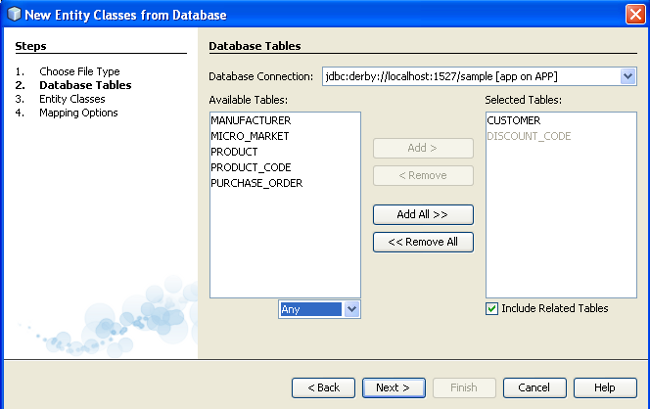 New Entity Classes from Database
Steps
1. Choose File Type
2. Database Tables
3. Entity Classes
4. Mapping Options
Database Tables
Database Connection: jdbc:derby://localhost:1527/sample [app on APP]
Available Tables:
MANUFACTURER
MICRO_MARKET
PRODUCT
PRODUCT_CODE
PURCHASE_ORDER
Any
Add >
< Remove
Add All >>
<< Remove All
Selected Tables:
CUSTOMER
DISCOUNT_CODE
Include Related Tables
< Back
Next >
Finish
Cancel
Help